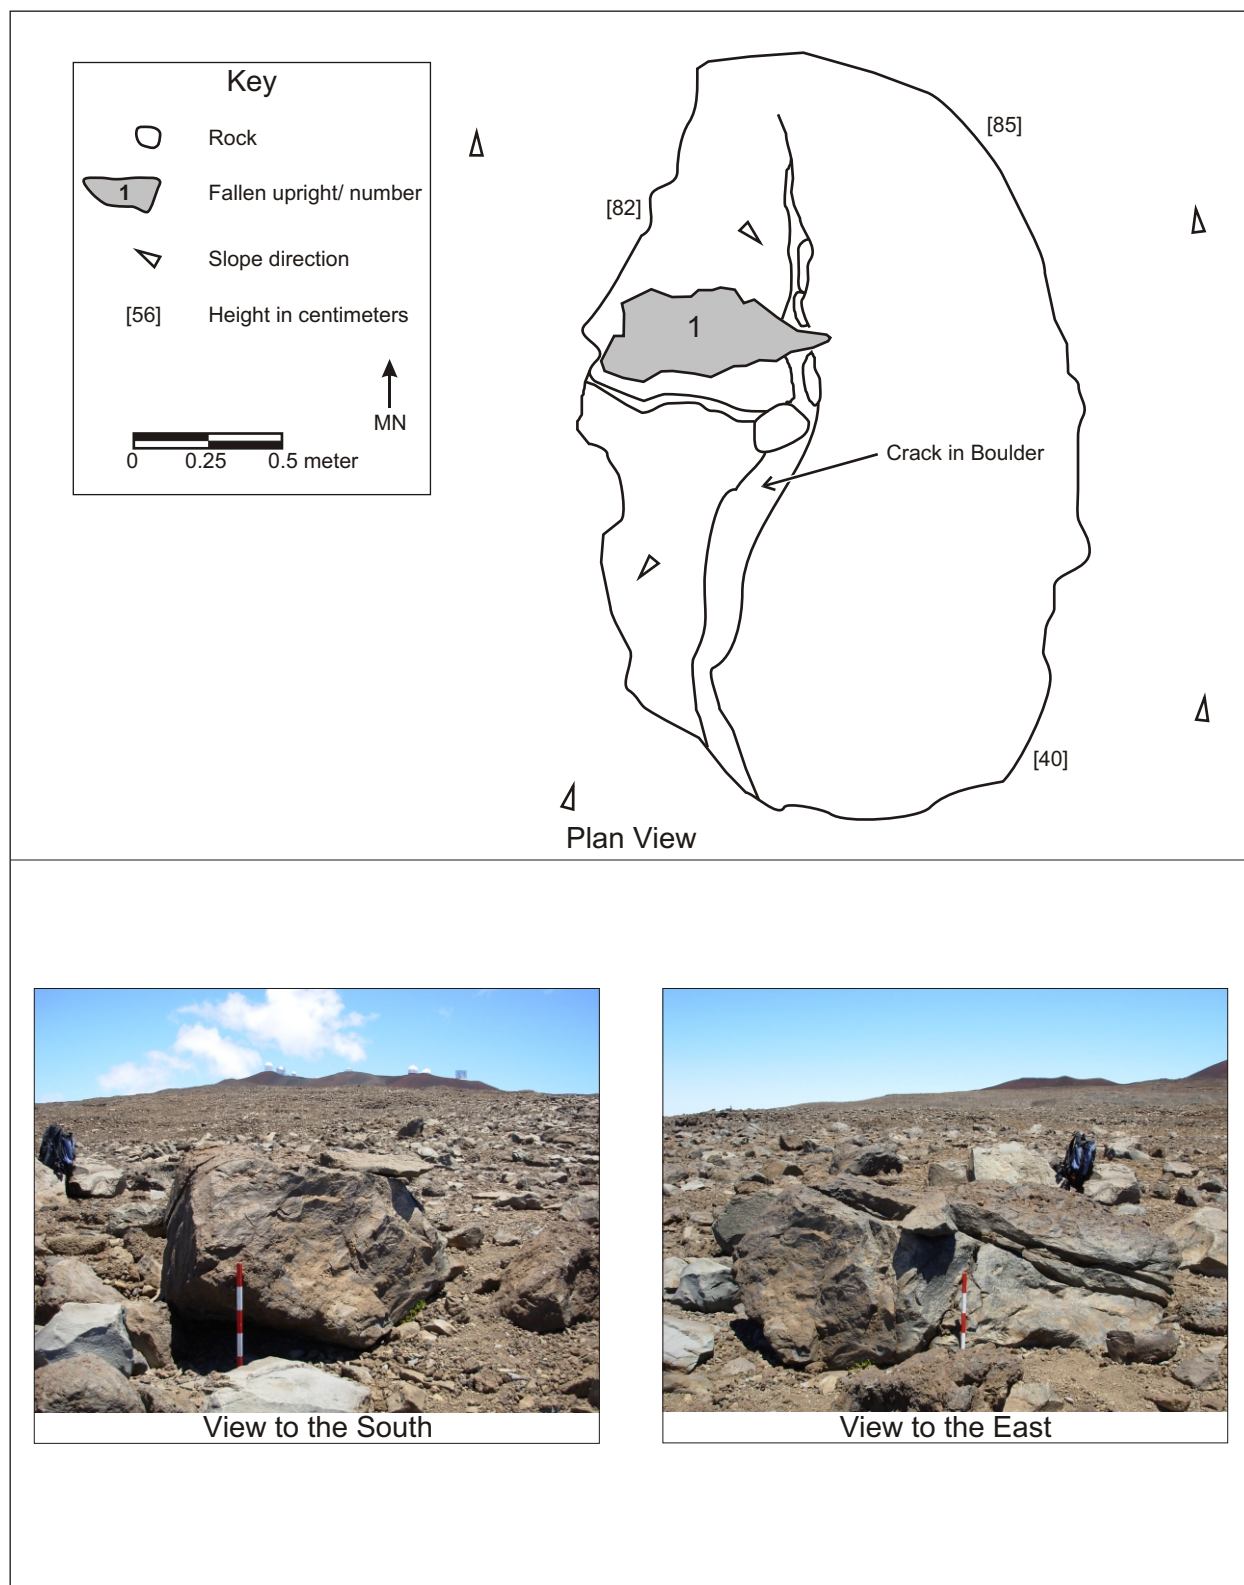 Key
Rock
1
Fallen upright/ number
Slope direction
[56]
Height in centimeters
MN
0
0.25
0.5 meter
[85]
[82]
1
Crack in Boulder
[40]
Plan View
View to the South
View to the East